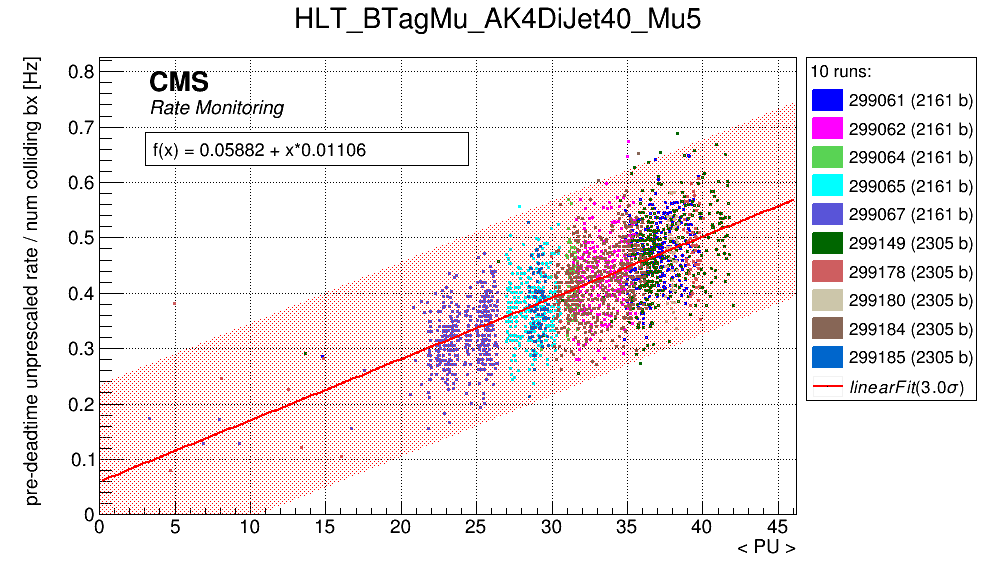 HLT_BTagMu_AK4DiJet40_Mu5
pre-deadtime unprescaled rate / num colliding bx [Hz]
0.8
0.7
0.6
0.5
0.4
0.3
0.2
0.1
0
CMS
Rate Monitoring
f(x) = 0.05882 + x*0.01106
0 5 10 15 20 25 30 35 40 45
< PU >
10 runs:
299061 (2161 b)
299062 (2161 b)
299064 (2161 b)
299065 (2161 b)
299067 (2161 b)
299149 (2305 b)
299178 (2305 b)
299180 (2305 b)
299184 (2305 b)
299185 (2305 b)
linearFit(3.0σ)